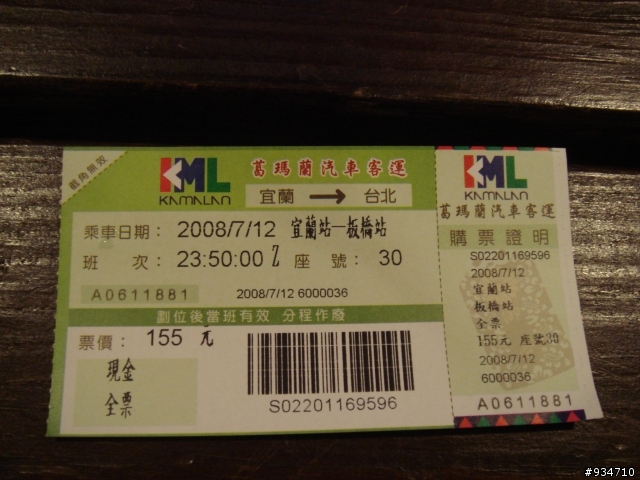 截角無效
KML
KAMALAN
葛瑪蘭汽車客運
宜蘭 → 台北
乘車日期： 2008/7/12 宜蘭站—板橋站
班 次： 23:50:00 座 號： 30
A0611881 2008/7/12 6000036
劃位後當班有效 分程作廢
票價： 155 元
現金
全票
S02201169596
KML
KAMALAN
葛瑪蘭汽車客運
購票證明
S02201169596
2008/7/12
宜蘭站
板橋站
全票
155元 座號30
2008/7/12
6000036
A0611881
#934710